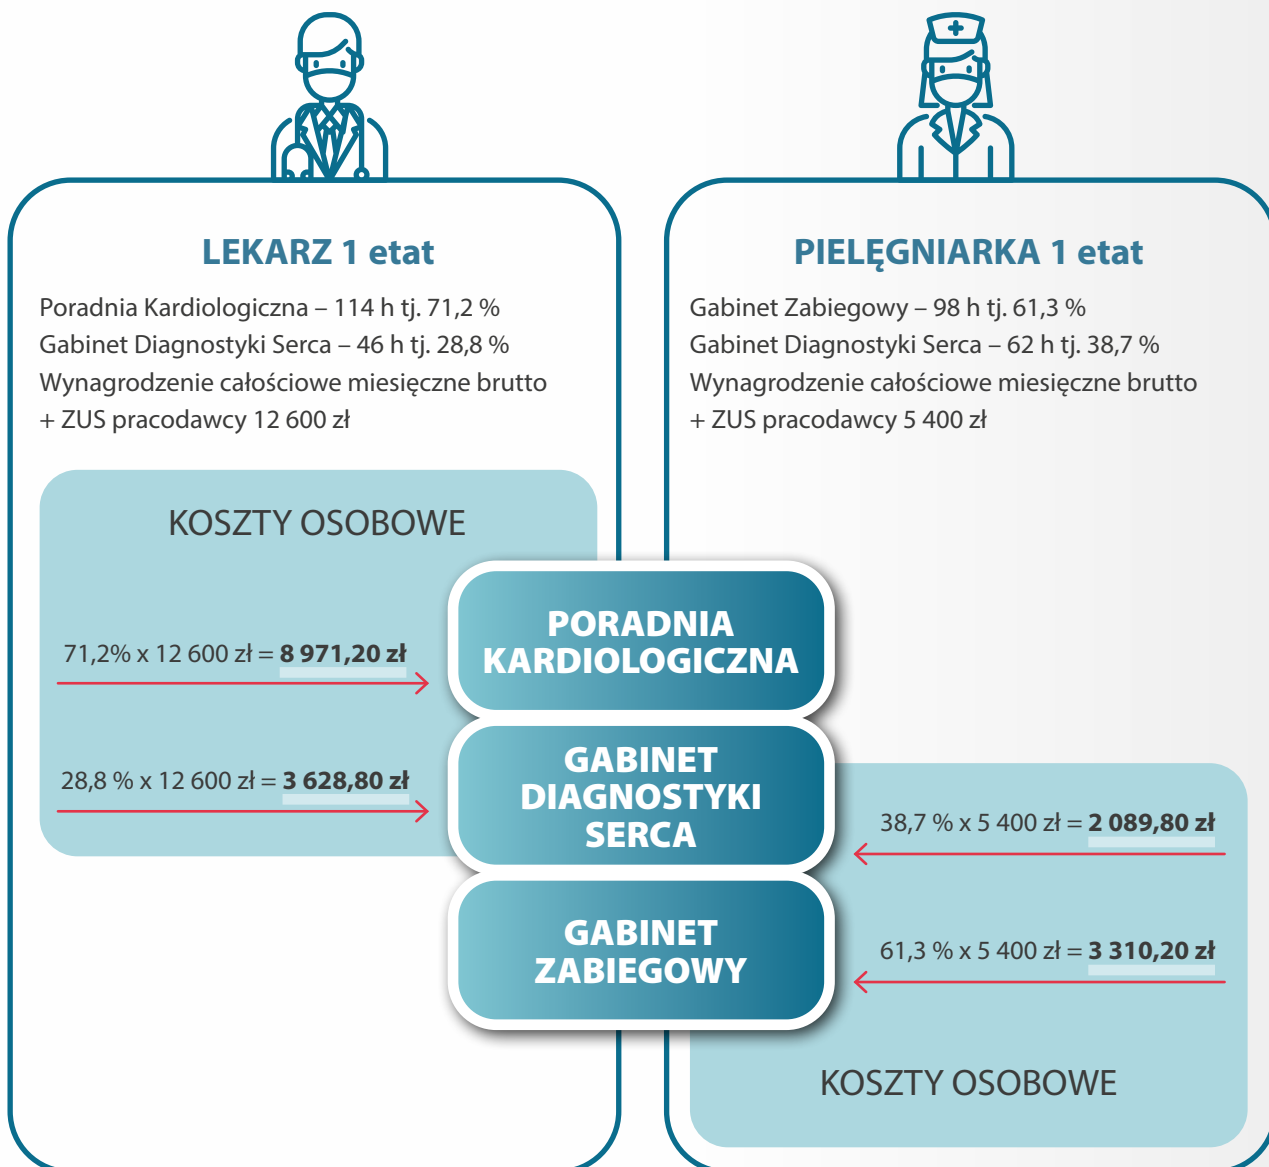 LEKARZ 1 etat
Poradnia Kardiologiczna – 114 h tj. 71,2 %
Gabinet Diagnostyki Serca – 46 h tj. 28,8 %
Wynagrodzenie całościowe miesięczne brutto
+ ZUS pracodawcy 12 600 zł
KOSZTY OSOBOWE
71,2% x 12 600 zł = 8 971,20 zł
28,8 % x 12 600 zł = 3 628,80 zł
PORADNIA
KARDIOLOGICZNA
GABINET
DIAGNOSTYKI
SERCA
GABINET
ZABIEGOWY
PIELĘGNIARKA 1 etat
Gabinet Zabiegowy – 98 h tj. 61,3 %
Gabinet Diagnostyki Serca – 62 h tj. 38,7 %
Wynagrodzenie całościowe miesięczne brutto
+ ZUS pracodawcy 5 400 zł
38,7 % x 5 400 zł = 2 089,80 zł
61,3 % x 5 400 zł = 3 310,20 zł
KOSZTY OSOBOWE